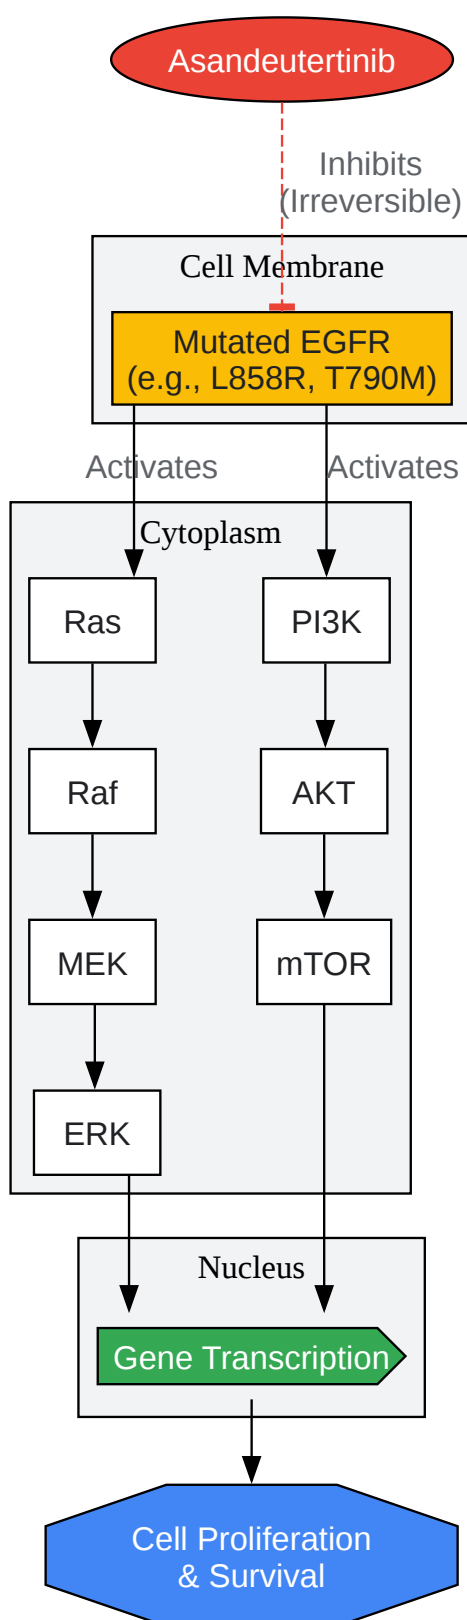 Asandeutertinib
Inhibits
(Irreversible)
Cell Membrane
Mutated EGFR
(e.g., L858R, T790M)
Activates
Activates
Cytoplasm
Ras
PI3K
Raf
AKT
MEK
mTOR
ERK
Nucleus
Gene Transcription
Cell Proliferation
& Survival